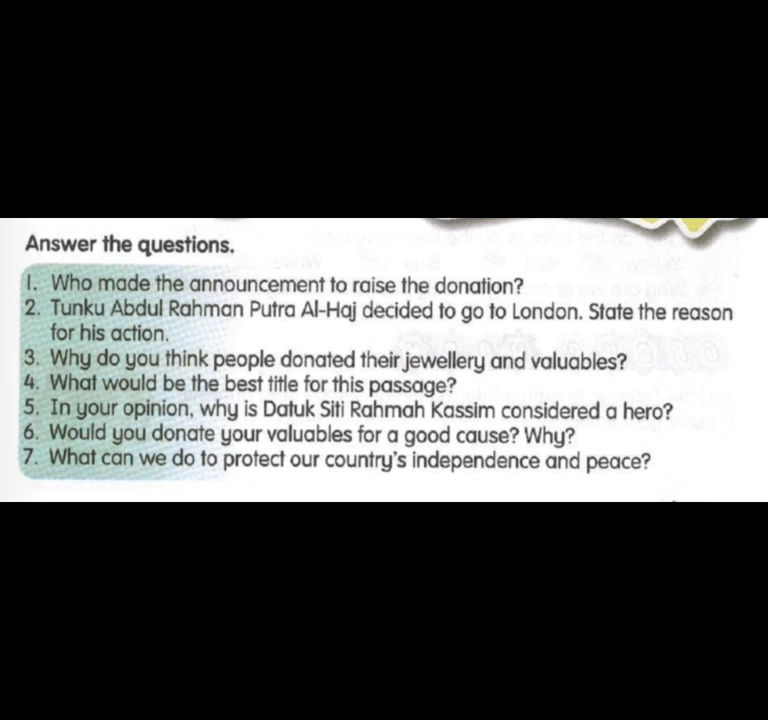 Answer the questions.
1. Who made the announcement to raise the donation?
2. Tunku Abdul Rahman Putra Al-Haj decided to go to London. State the reason
for his action.
3. Why do you think people donated their jewellery and valuables?
4. What would be the best title for this passage?
5. In your opinion, why is Datuk Siti Rahmah Kassim considered a hero?
6. Would you donate your valuables for a good cause? Why?
7. What can we do to protect our country's independence and peace?